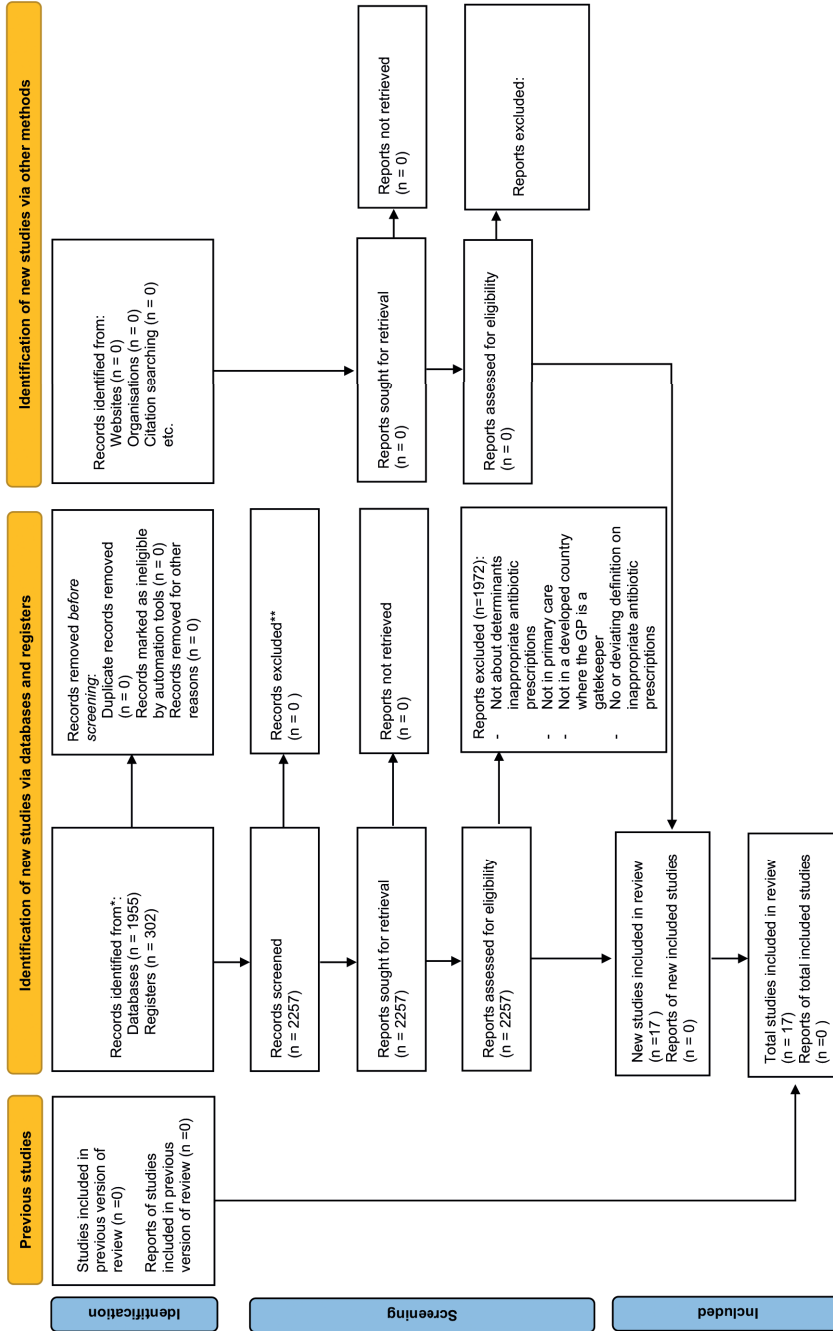 Previous studies
Identification of new studies via databases and registers
Identification of new studies via other methods
Identification
Studies included in
previous version of
review (n =0)
Reports of studies
included in previous
version of review (n =0)
Records identified from*:
Databases (n = 1955)
Registers (n = 302)
Records removed before
screening:
Duplicate records removed
(n = 0)
Records marked as ineligible
by automation tools (n = 0)
Records removed for other
reasons (n = 0)
Records identified from:
Websites (n = 0)
Organisations (n = 0)
Citation searching (n = 0)
etc.
Screening
Records screened
(n = 2257)
Records excluded**
(n = 0 )
Reports sought for retrieval
(n = 2257)
Reports not retrieved
(n = 0)
Reports sought for retrieval
(n = 0)
Reports not retrieved
(n = 0)
Reports assessed for eligibility
(n = 2257)
Reports excluded (n=1972):
- Not about determinants
inappropriate antibiotic
prescriptions
- Not in primary care
- Not in a developed country
where the GP is a
gatekeeper
- No or deviating definition on
inappropriate antibiotic
prescriptions
Reports assessed for eligibility
(n = 0)
Reports excluded:
Included
New studies included in review
(n =17 )
Reports of new included studies
(n = 0)
Total studies included in review
(n = 17)
Reports of total included studies
(n =0 )